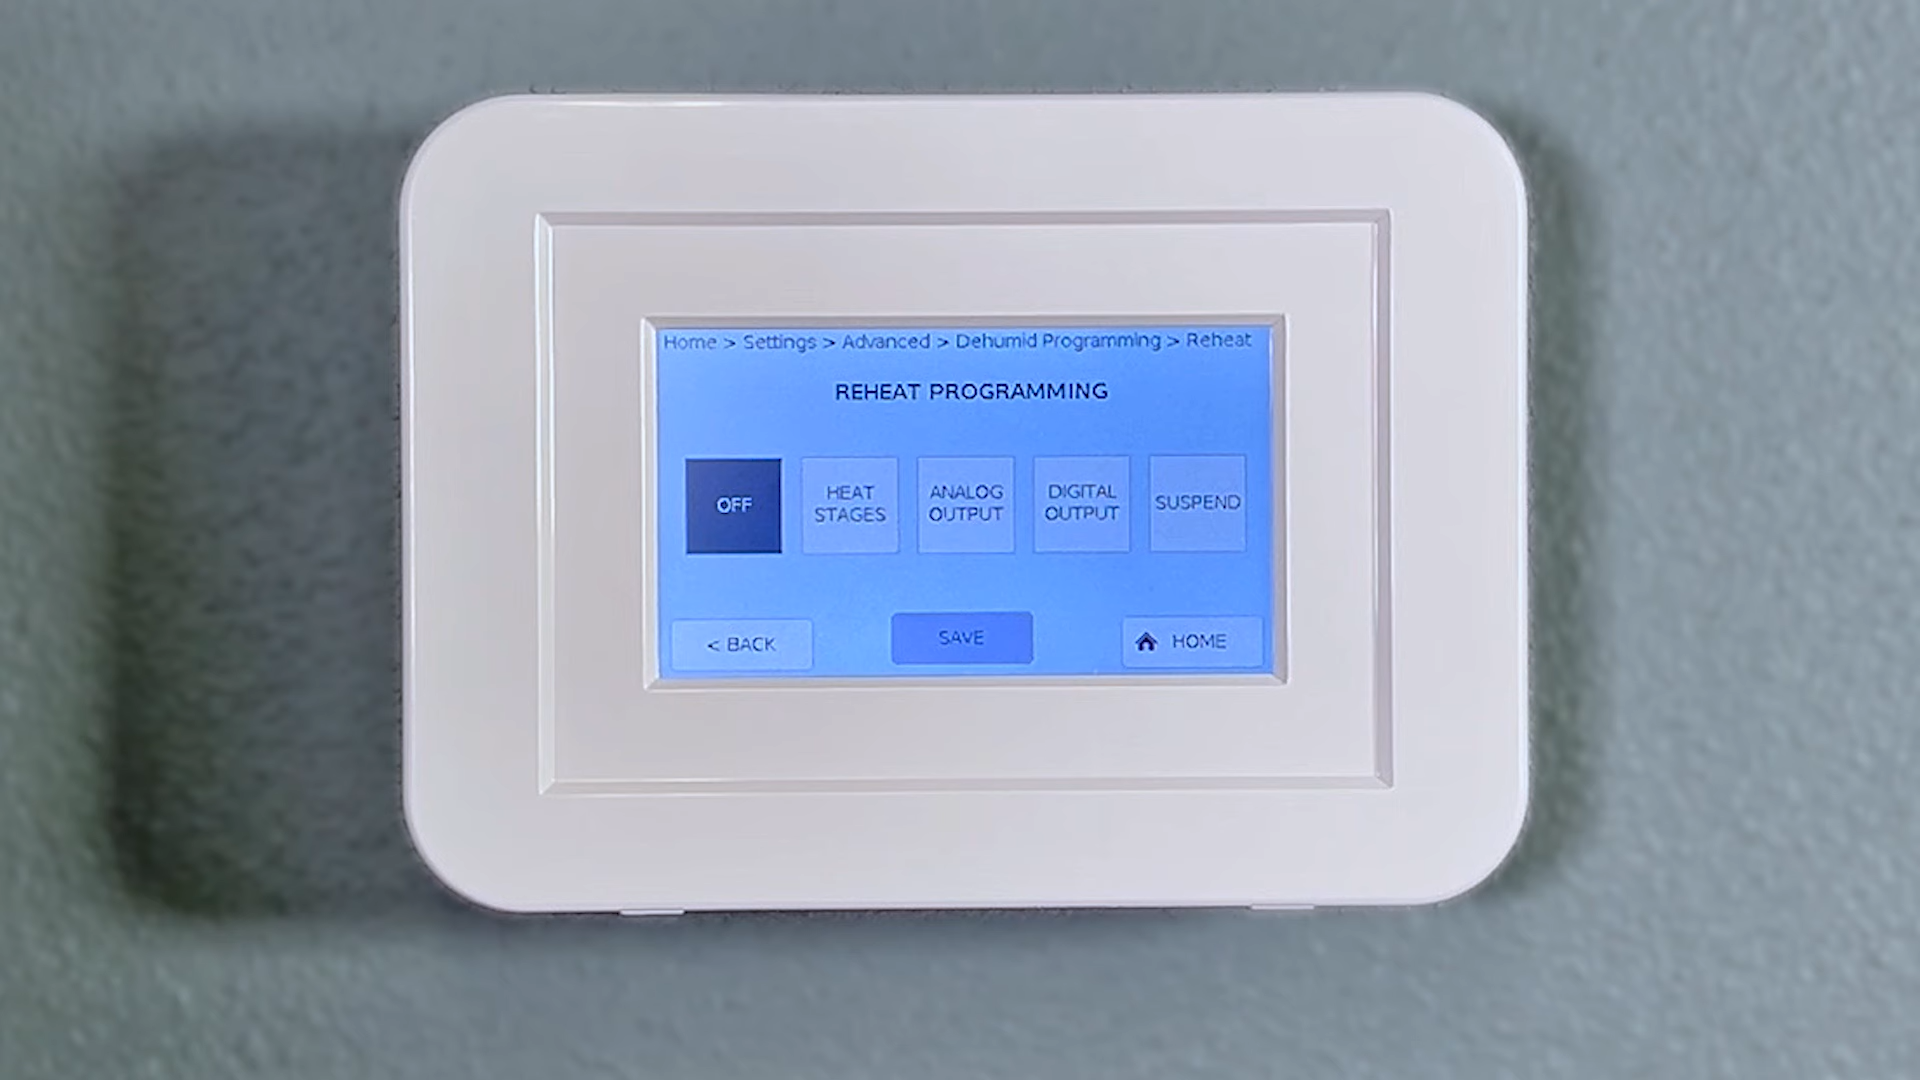 Home > Settings > Advanced > Dehumid Programming > Reheat
REHEAT PROGRAMMING
OFF
HEAT
STAGES
ANALOG
OUTPUT
DIGITAL
OUTPUT
SUSPEND
< BACK
SAVE
HOME